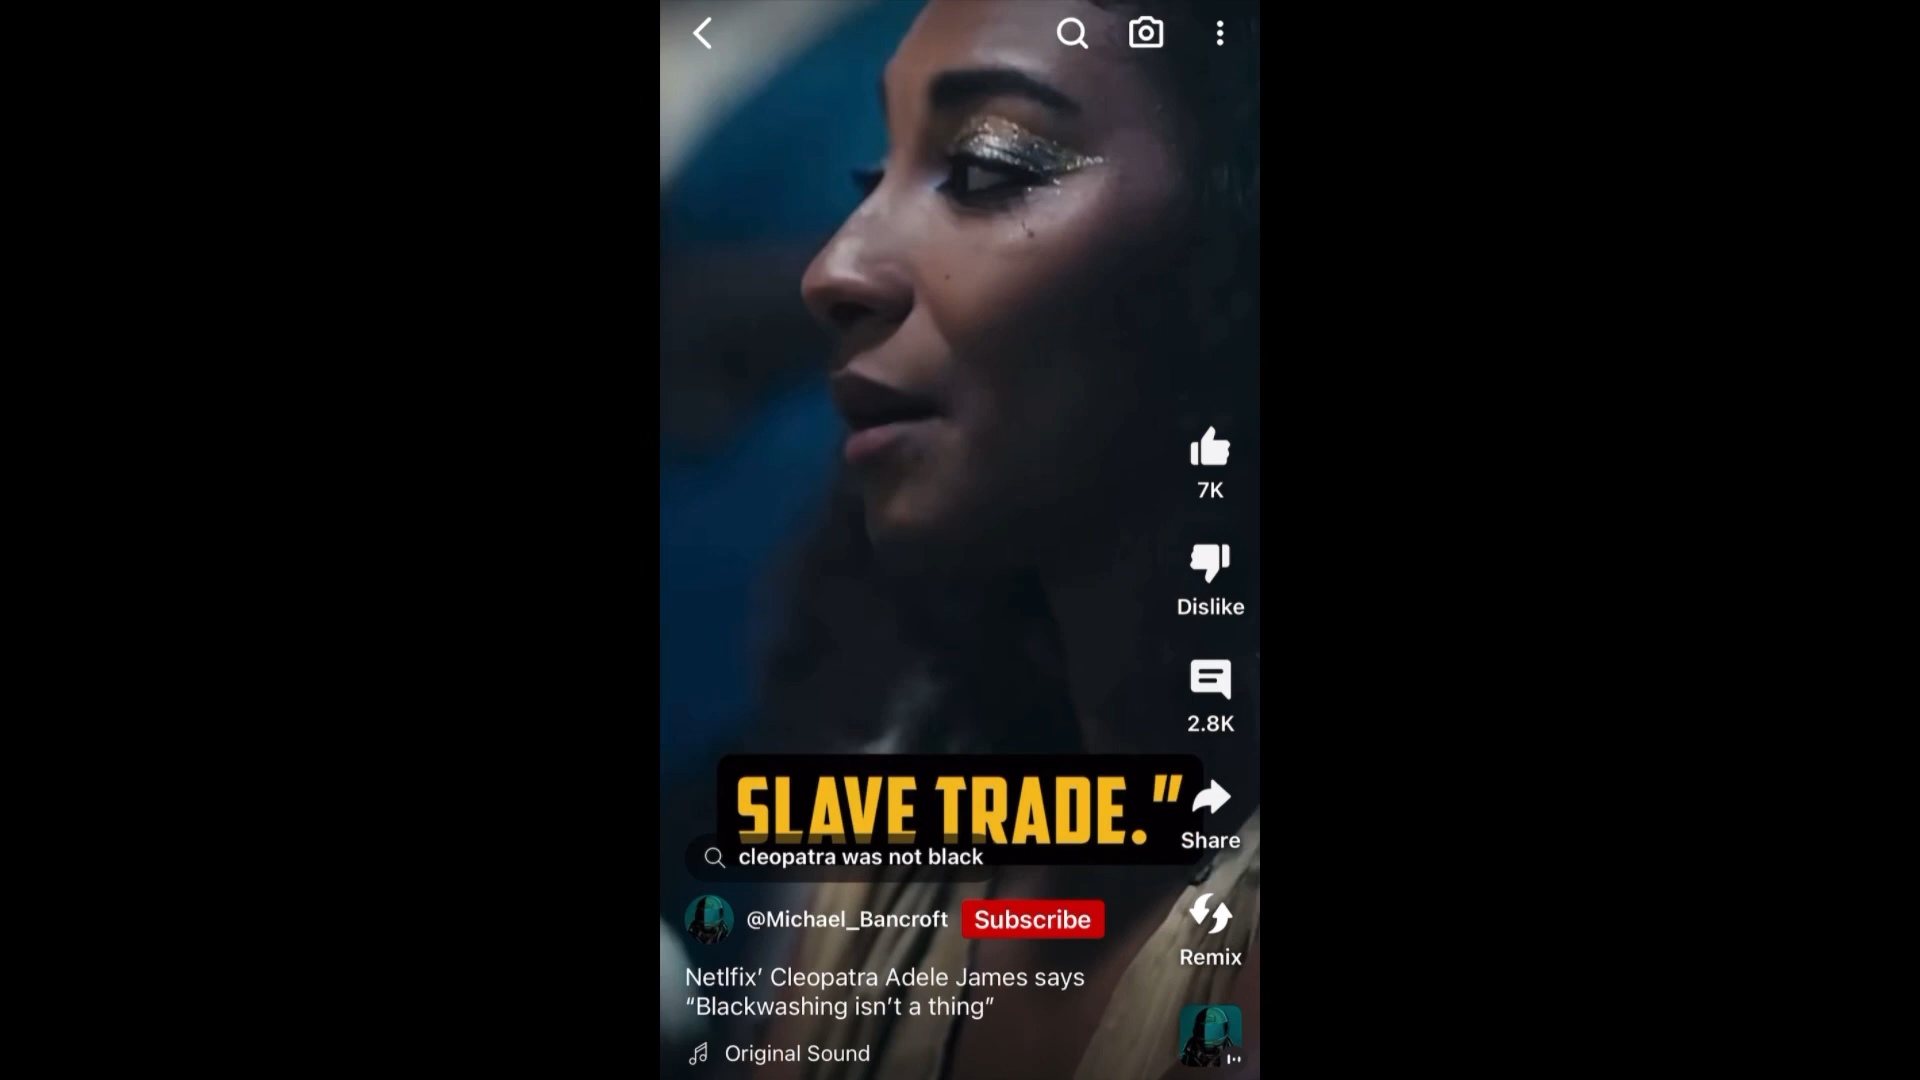 7K
Dislike
2.8K
SLAVE TRADE."
Share
cleopatra was not black
@Michael_Bancroft
Subscribe
Remix
Netlfix’ Cleopatra Adele James says
“Blackwashing isn’t a thing”
Original Sound